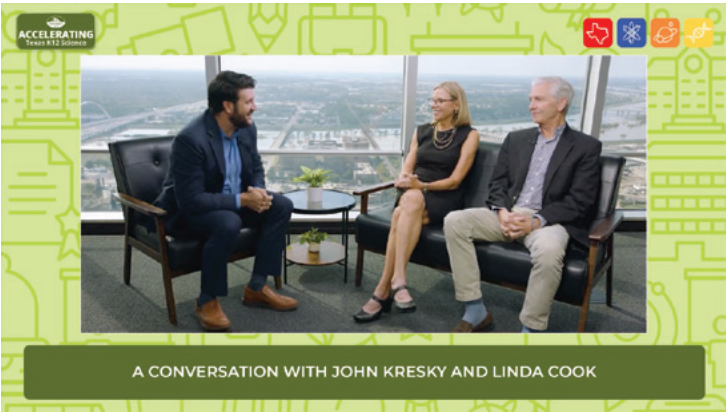 ACCELERATING
Texas K12 Science
A CONVERSATION WITH JOHN KRESKY AND LINDA COOK